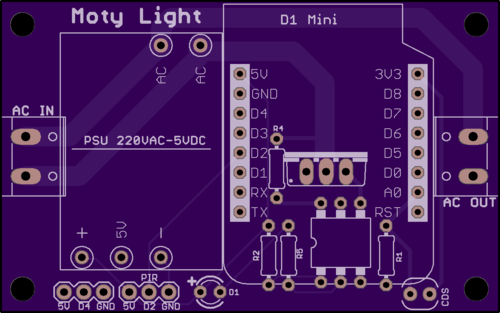 Moty Light
D1 Mini
AC
AC
5V
GND
D4
D3
D2
D1
RX
TX
3V3
D8
D7
D6
D5
D0
A0
RST
AC IN
PSU 220VAC-5VDC
R4
AC OUT
+
5V
–
R2
R5
R1
PIR
5V
D4
GND
5V
D2
GND
+
D1
CDS